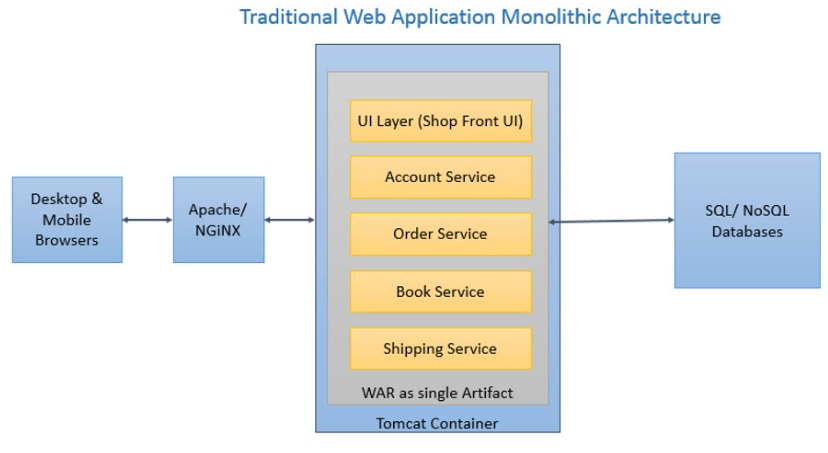 Traditional Web Application Monolithic Architecture
Desktop &
Mobile
Browsers
Apache/
NGiNX
UI Layer (Shop Front UI)
Account Service
Order Service
Book Service
Shipping Service
WAR as single Artifact
Tomcat Container
SQL/ NoSQL
Databases